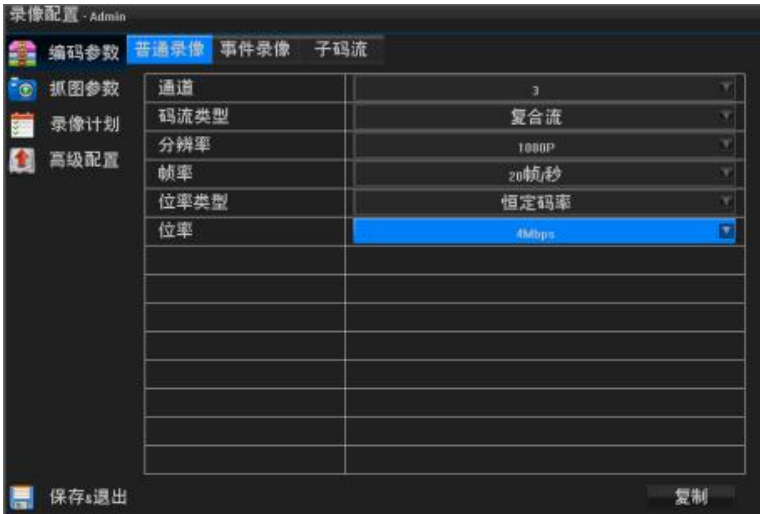 录像配置 - Admin
编码参数
抓图参数
录像计划
高级配置
普通录像 事件录像 子码流
通道 3
码流类型 复合流
分辨率 1080P
帧率 20帧/秒
位率类型 恒定码率
位率 4Mbps
保存&退出
复制